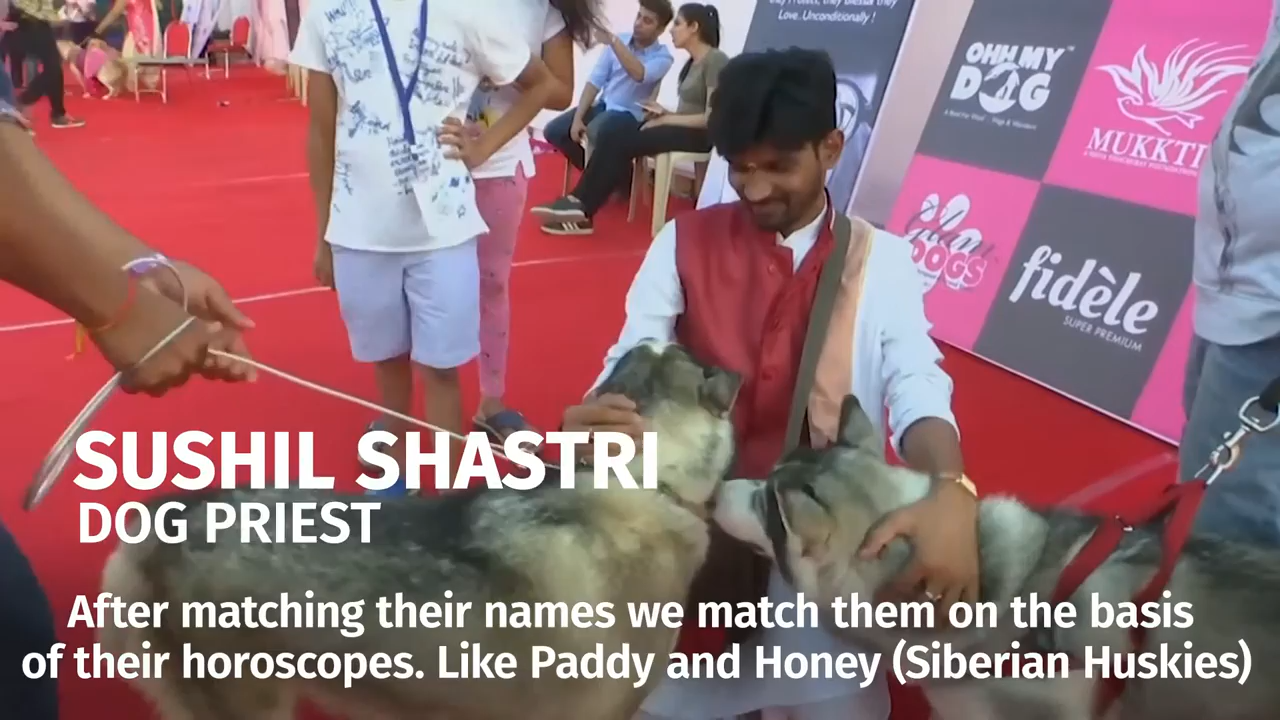 Love..Unconditionally !
OHH MY
DOG
MUKKTI
DOGS
fidèle
SUPER PREMIUM
SUSHIL SHASTRI
DOG PRIEST
After matching their names we match them on the basis
of their horoscopes. Like Paddy and Honey (Siberian Huskies)